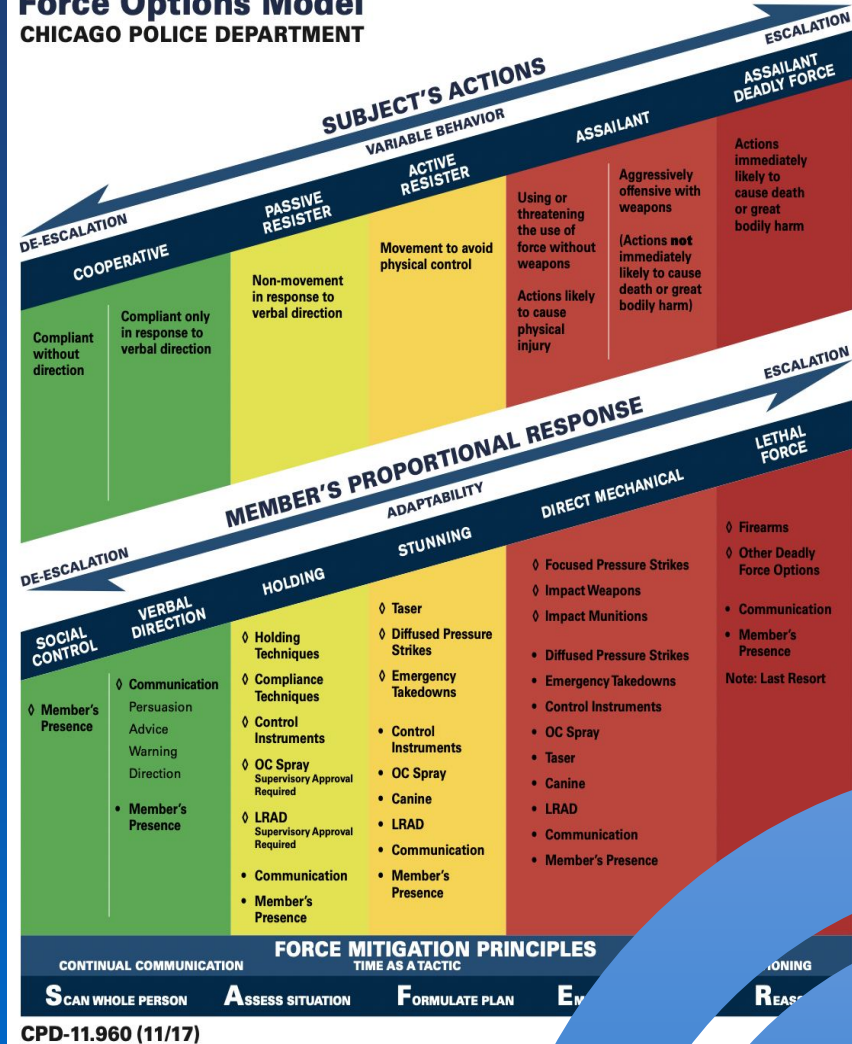 Force Options Model
CHICAGO POLICE DEPARTMENT
ESCALATION
SUBJECT'S ACTIONS
VARIABLE BEHAVIOR
DE-ESCALATION
COOPERATIVE
PASSIVE
RESISTER
ACTIVE
RESISTER
ASSAILANT
ASSAILANT
DEADLY FORCE
Compliant
without
direction
Compliant only
in response to
verbal direction
Non-movement
in response to
verbal direction
Movement to avoid
physical control
Using or
threatening
the use of
force without
weapons
Actions likely
to cause
physical
injury
Aggressively
offensive with
weapons
(Actions not
immediately
likely to cause
death or great
bodily harm)
Actions
immediately
likely to
cause death
or great
bodily harm
ESCALATION
MEMBER'S PROPORTIONAL RESPONSE
ADAPTABILITY
DE-ESCALATION
SOCIAL
CONTROL
VERBAL
DIRECTION
HOLDING
STUNNING
DIRECT MECHANICAL
LETHAL
FORCE
◊ Member's
Presence
◊ Communication
Persuasion
Advice
Warning
Direction
• Member's
Presence
◊ Holding
Techniques
◊ Compliance
Techniques
◊ Control
Instruments
◊ OC Spray
Supervisory Approval
Required
◊ LRAD
Supervisory Approval
Required
• Communication
• Member's
Presence
◊ Taser
◊ Diffused Pressure
Strikes
◊ Emergency
Takedowns
• Control
Instruments
• OC Spray
• Canine
• LRAD
• Communication
• Member's
Presence
◊ Focused Pressure Strikes
◊ Impact Weapons
◊ Impact Munitions
• Diffused Pressure Strikes
• Emergency Takedowns
• Control Instruments
• OC Spray
• Taser
• Canine
• LRAD
• Communication
• Member's Presence
◊ Firearms
◊ Other Deadly
Force Options
• Communication
• Member's
Presence
Note: Last Resort
FORCE MITIGATION PRINCIPLES
CONTINUAL COMMUNICATION
TIME AS A TACTIC
SCAN WHOLE PERSON
ASSESS SITUATION
FORMULATE PLAN
CPD-11.960 (11/17)